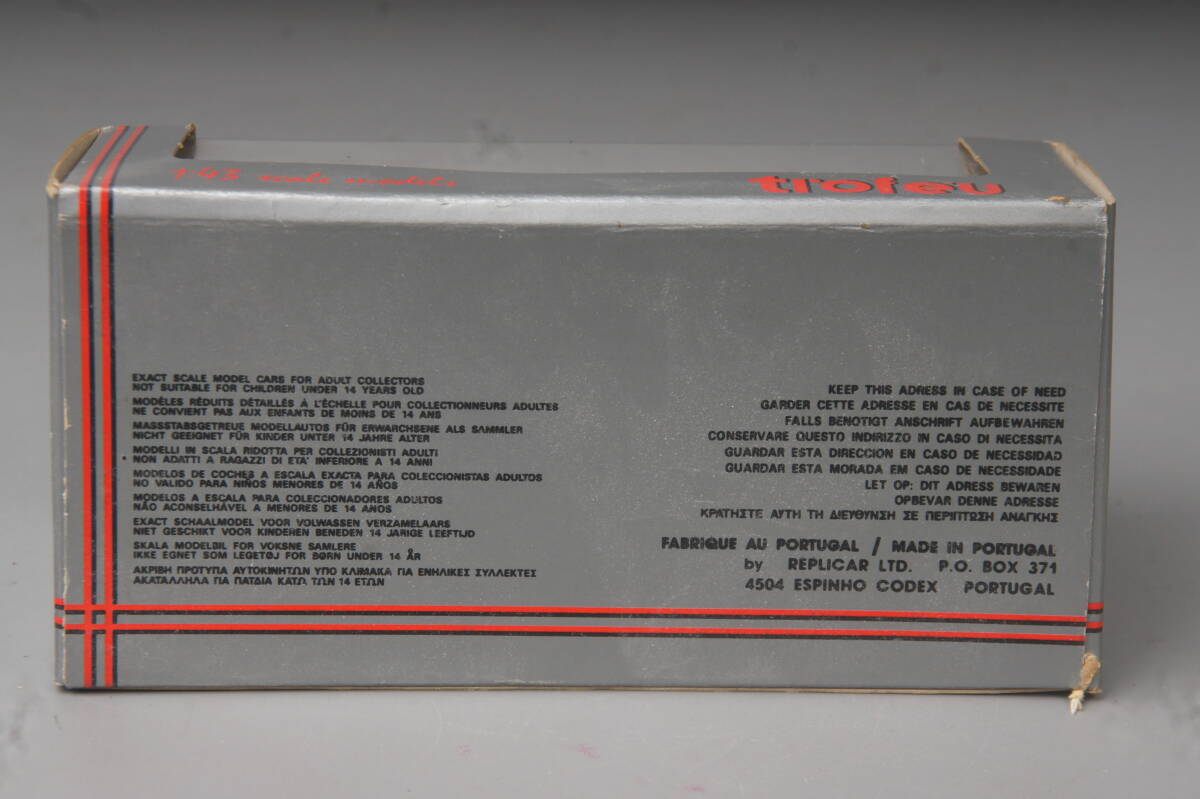 1:43 scale models
trofeu
EXACT SCALE MODEL CARS FOR ADULT COLLECTORS
NOT SUITABLE FOR CHILDREN UNDER 14 YEARS OLD
MODÈLES RÉDUITS DÉTAILLÉS À L'ÉCHELLE POUR COLLECTIONNEURS ADULTES
NE CONVIENT PAS AUX ENFANTS DE MOINS DE 14 ANS
MASSSTABSGETREUE MODELLAUTOS FÜR ERWARCHSENE ALS SAMMLER
NICHT GEEIGNET FÜR KINDER UNTER 14 JAHRE ALTER
MODELLI IN SCALA RIDOTTA PER COLLEZIONISTI ADULTI
NON ADATTI A RAGAZZI DI ETA' INFERIORE A 14 ANNI
MODELOS DE COCHES A ESCALA EXACTA PARA COLECCIONISTAS ADULTOS
NO VALIDO PARA NIÑOS MENORES DE 14 AÑOS
MODELOS A ESCALA PARA COLECCIONADORES ADULTOS
NÃO ACONSELHÁVEL A MENORES DE 14 ANOS
EXACT SCHAALMODEL VOOR VOLWASSEN VERZAMELAARS
NIET GESCHIKT VOOR KINDEREN BENEDEN 14 JARIGE LEEFTIJD
SKALA MODELBIL FOR VOKSNE SAMLERE
IKKE EGNET SOM LEGETØJ FOR BØRN UNDER 14 ÅR
ΑΚΡΙΒΗ ΠΡΟΤΥΠΑ ΑΥΤΟΚΙΝΗΤΩΝ ΥΠΟ ΚΛΙΜΑΚΑ ΓΙΑ ΕΝΗΛΙΚΕΣ ΣΥΛΛΕΚΤΕΣ
ΑΚΑΤΑΛΛΗΛΑ ΓΙΑ ΠΑΤΔΙΑ ΚΑΤΩ ΤΩΝ 14 ΕΤΩΝ
KEEP THIS ADRESS IN CASE OF NEED
GARDER CETTE ADRESSE EN CAS DE NECESSITE
FALLS BENOTIGT ANSCHRIFT AUFBEWAHREN
CONSERVARE QUESTO INDIRIZZO IN CASO DI NECESSITA
GUARDAR ESTA DIRECCION EN CASO DE NECESSIDAD
GUARDAR ESTA MORADA EM CASO DE NECESSIDADE
LET OP: DIT ADRESS BEWAREN
OPBEVAR DENNE ADRESSE
ΚΡΑΤΗΣΤΕ ΑΥΤΗ ΤΗ ΔΙΕΥΘΥΝΣΗ ΣΕ ΠΕΡΙΠΤΩΣΗ ΑΝΑΓΚΗΣ
FABRIQUE AU PORTUGAL / MADE IN PORTUGAL
by REPLICAR LTD. P.O. BOX 371
4504 ESPINHO CODEX PORTUGAL